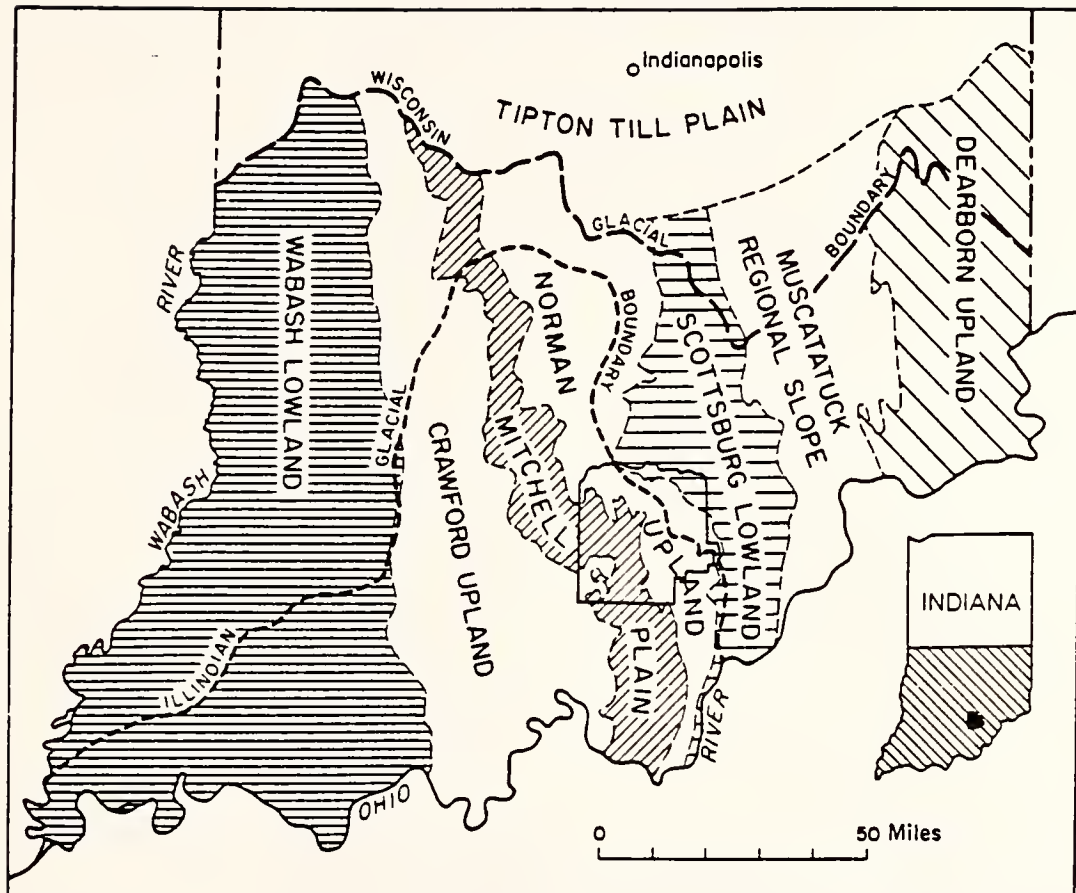 Indianapolis
WISCONSIN
TIPTON TILL PLAIN
GLACIAL
BOUNDARY
DEARBORN UPLAND
MUSCATATUCK
REGIONAL SLOPE
RIVER
WABASH
WABASH LOWLAND
GLACIAL
ILLINOIAN
BOUNDARY
NORMAN
UPLAND
CRAWFORD UPLAND
MITCHELL
PLAIN
SCOTTSBURG LOWLAND
OHIO
RIVER
INDIANA
0 50 Miles